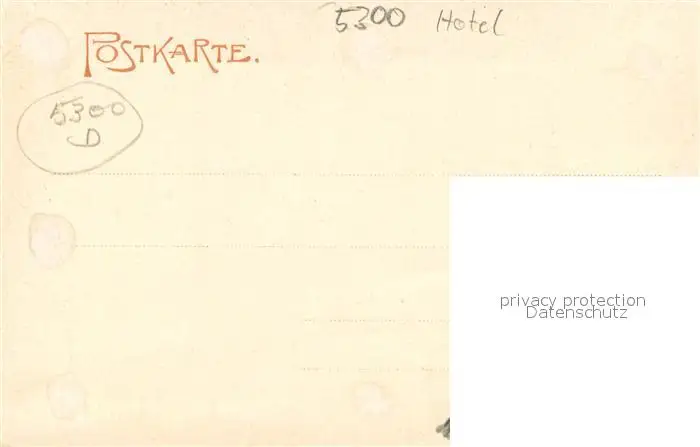 5300 Hotel
POSTKARTE.
5300
D
privacy protection
Datenschutz